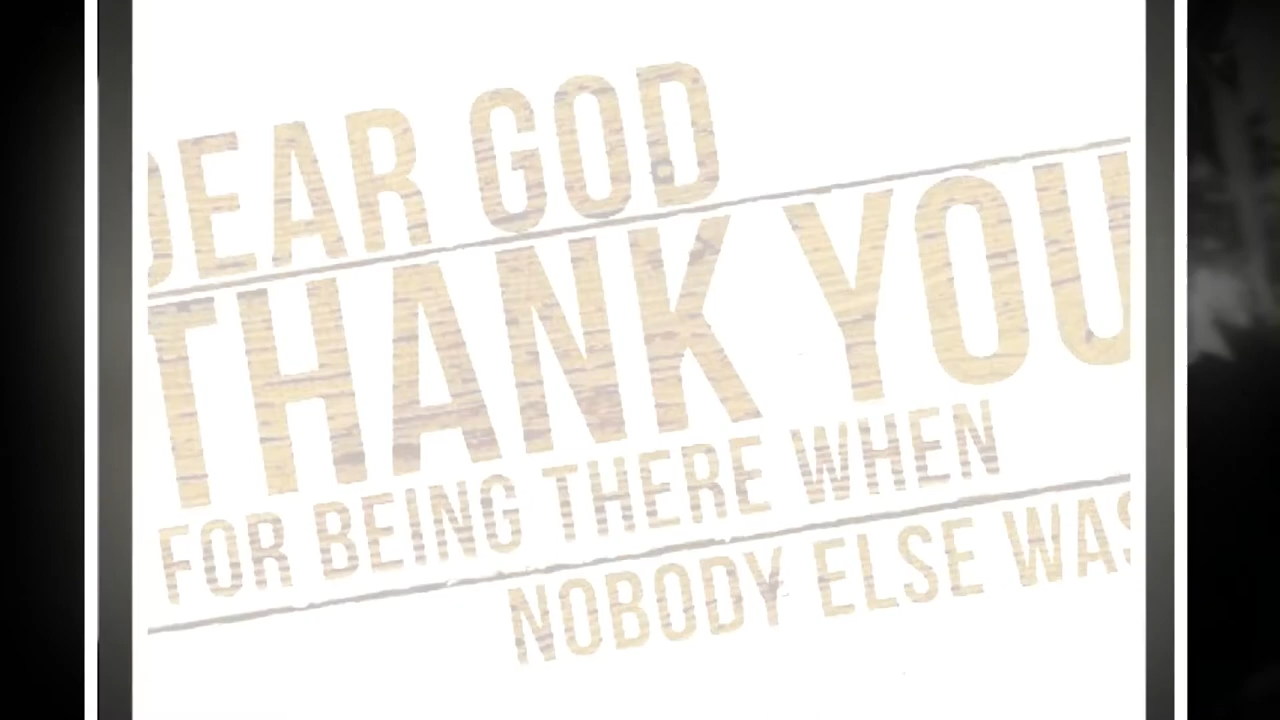 DEAR GOD
THANK YOU
FOR BEING THERE WHEN
NOBODY ELSE WAS